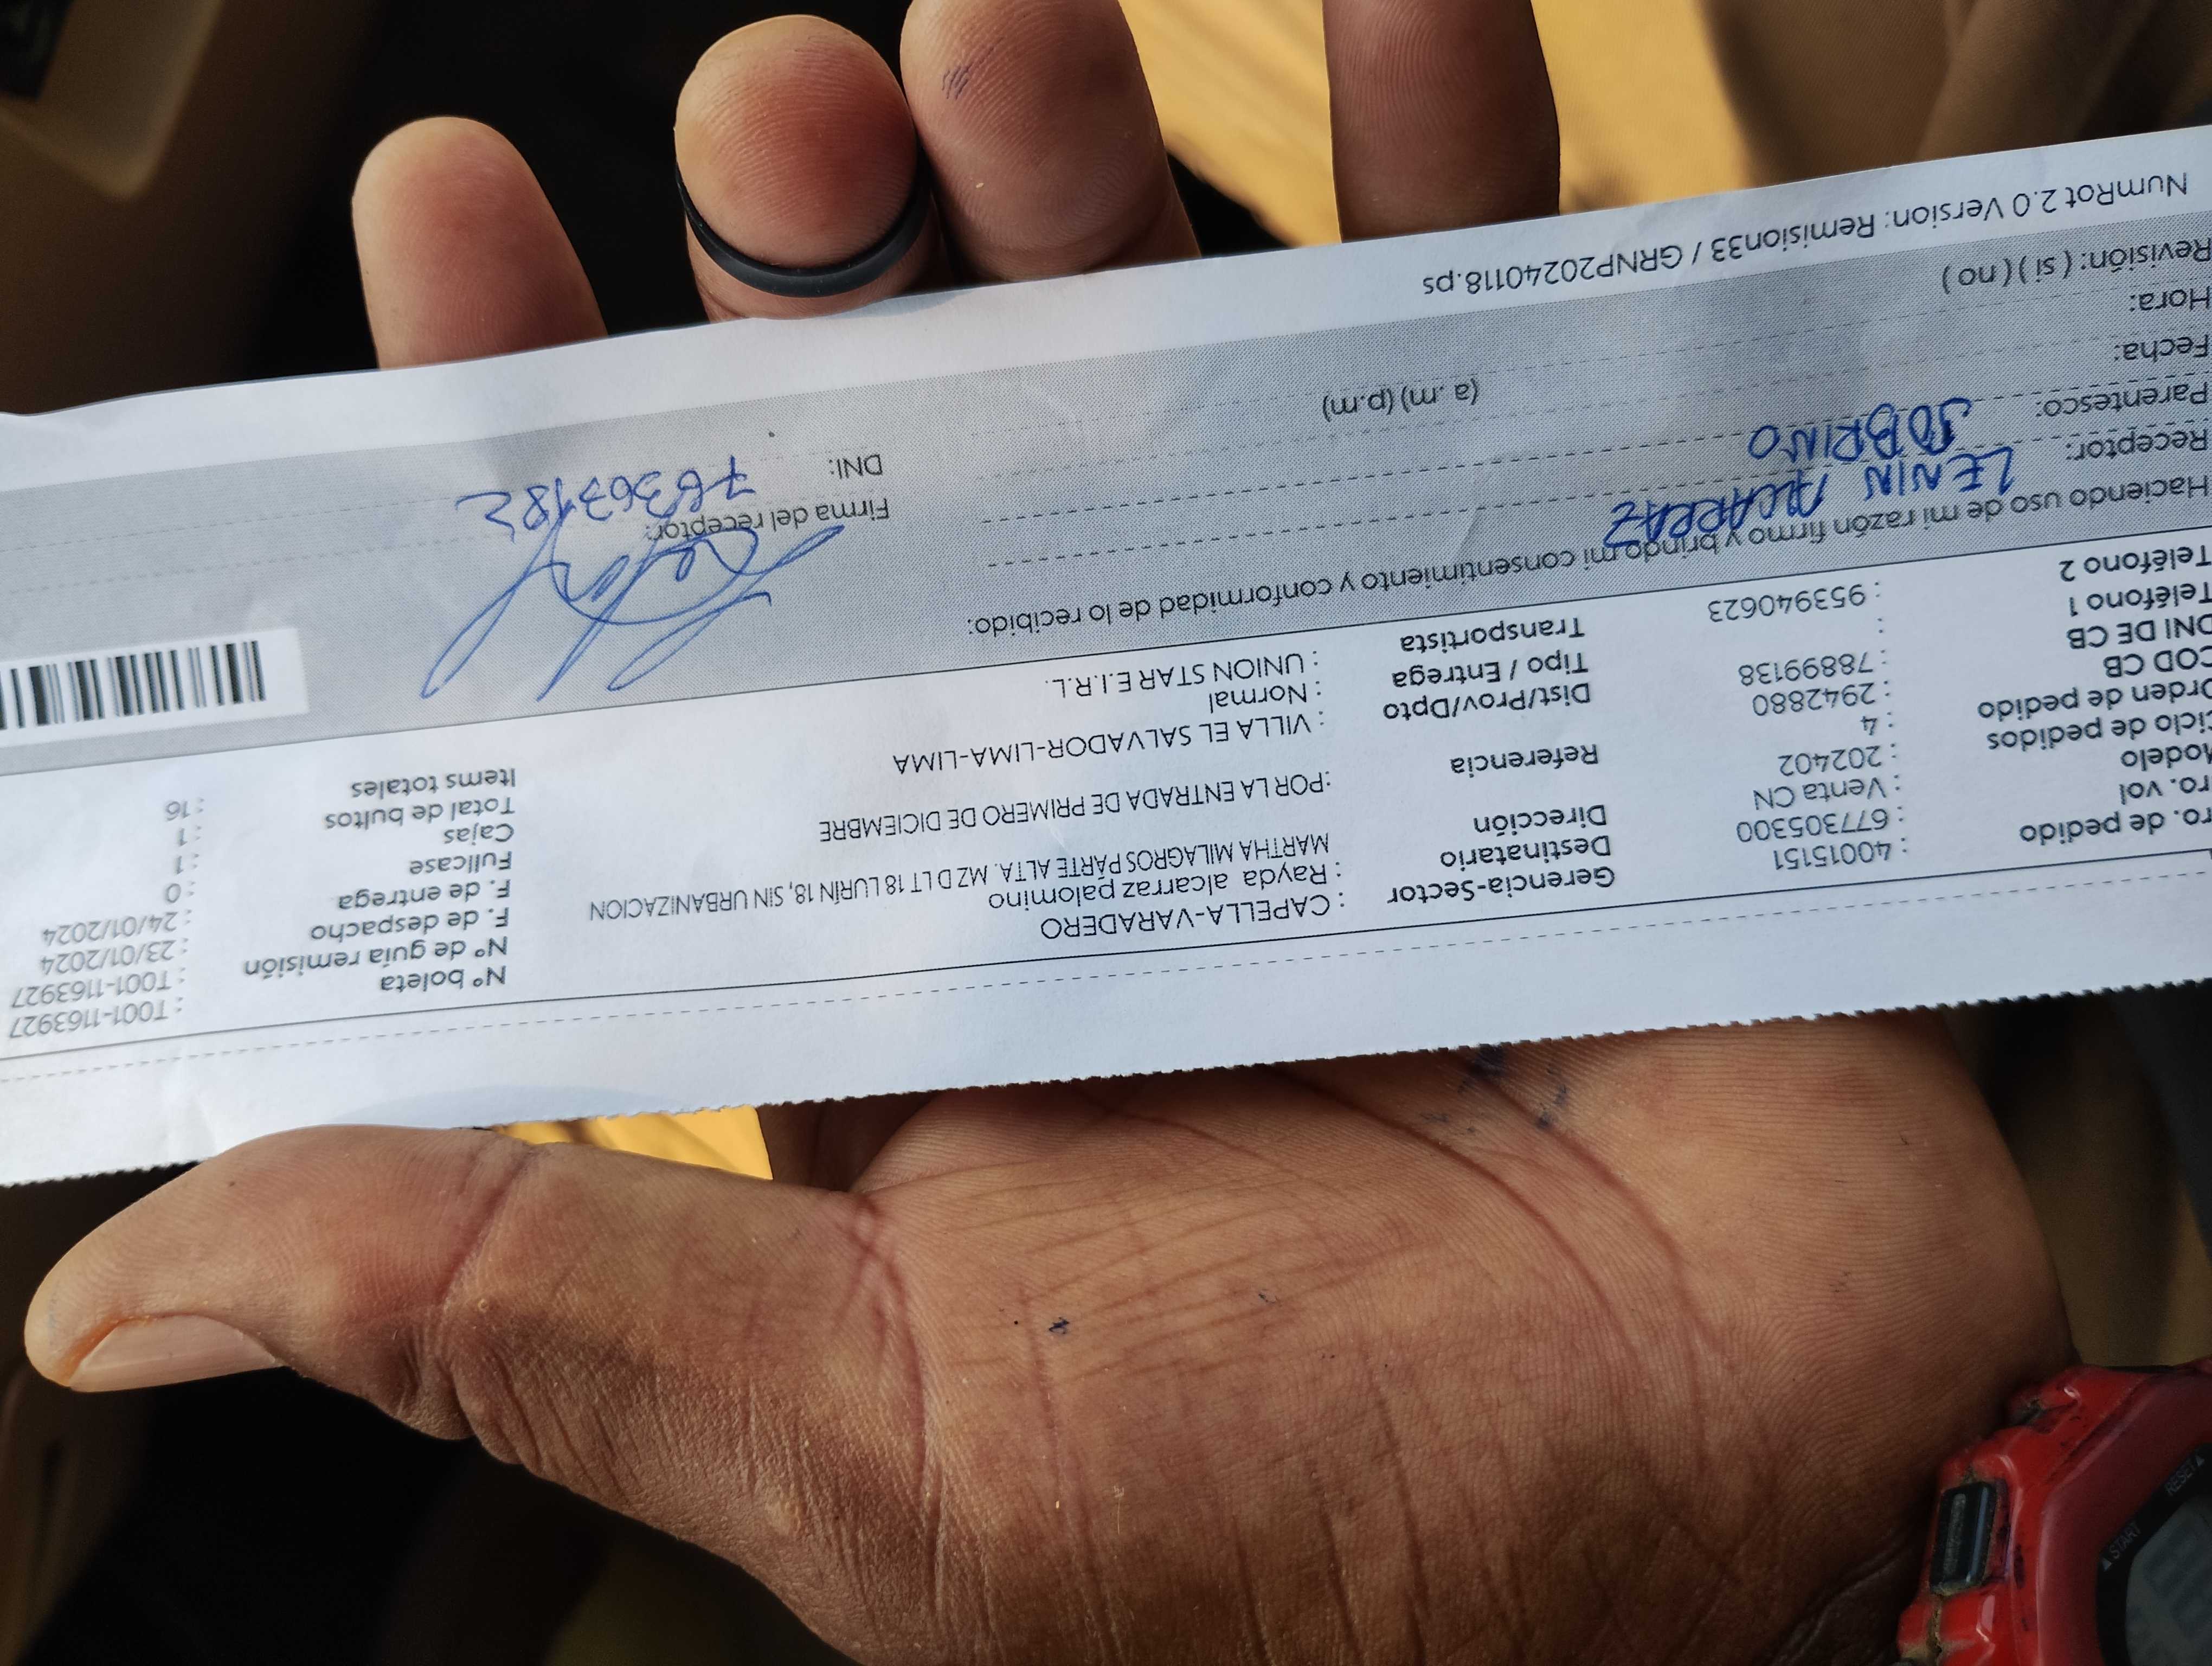 ro. de pedido : 40015151
ro. vol : 677305300
Modelo : Venta CN
iclo de pedidos : 202402
Orden de pedido : 4
COD CB : 2942880
DNI DE CB : 78899138
Teléfono 1 :
Teléfono 2 : 953940623
Gerencia-Sector : CAPELLA-VARADERO
Destinatario : Rayda alcarraz palomino
Dirección MARTHA MILAGROS PARTE ALTA. MZ D LT 18 LURÍN 18, SIN URBANIZACION
Referencia :POR LA ENTRADA DE PRIMERO DE DICIEMBRE
Dist/Prov/Dpto : VILLA EL SALVADOR-LIMA-LIMA
Tipo / Entrega : Normal
Transportista : UNION STAR E.I.R.L.
Nº boleta : T001-1163927
Nº de guía remisión : T001-1163927
F. de despacho : 23/01/2024
F. de entrega : 24/01/2024
Fullcase : 0
Cajas : 1
Total de bultos : 1
Items totales : 16
Haciendo uso de mi razón firmo y brindo mi consentimiento y conformidad de lo recibido:
Receptor: LENIN ALCARRAZ
Parentesco: SOBRINO
Fecha:
Hora: (a .m) (p.m)
Revisión: ( si ) ( no )
Firma del receptor:
DNI:
NumRot 2.0 Version: Remision33 / GRNP20240118.ps
START
RESET